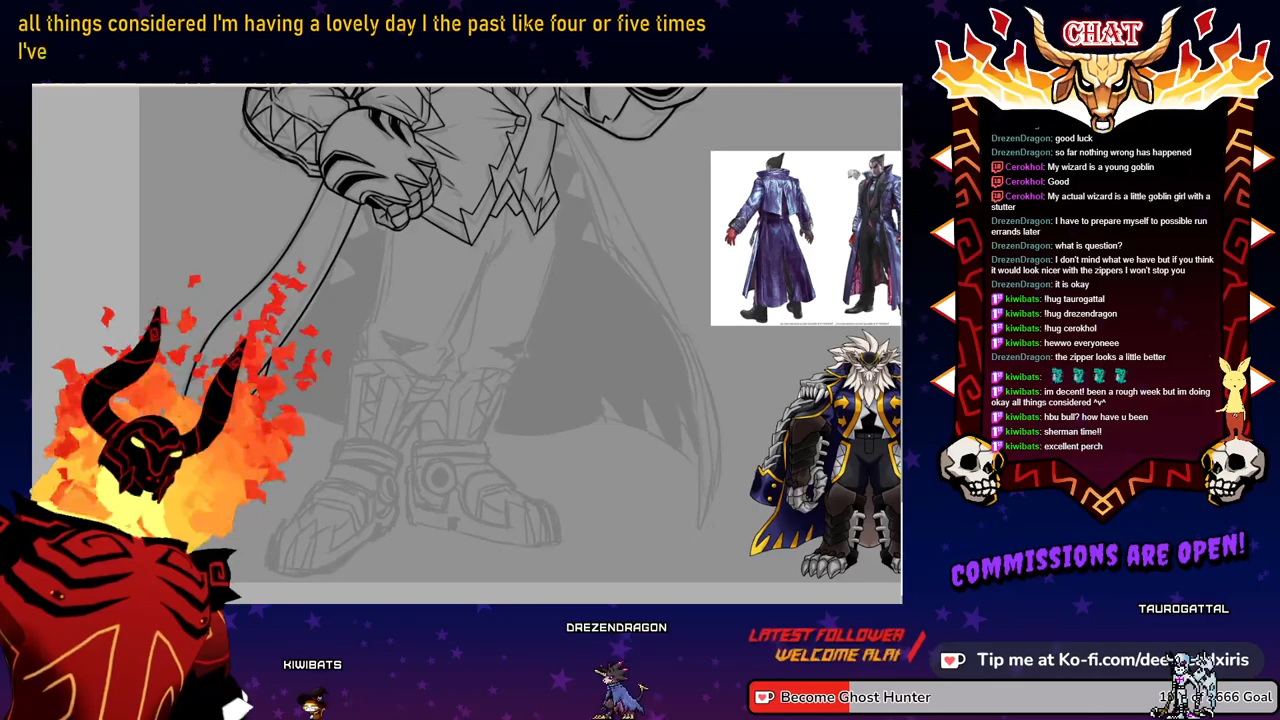 all things considered I'm having a lovely day I the past like four or five times
I've
CHAT
DrezenDragon: good luck
DrezenDragon: so far nothing wrong has happened
Cerokhol: My wizard is a young goblin
Cerokhol: Good
Cerokhol: My actual wizard is a little goblin girl with a
stutter
DrezenDragon: I have to prepare myself to possible run
errands later
DrezenDragon: what is question?
DrezenDragon: I don't mind what we have but if you think
it would look nicer with the zippers I won't stop you
DrezenDragon: it is okay
kiwibats: !hug taurogattal
kiwibats: !hug drezendragon
kiwibats: !hug cerokhol
kiwibats: hewwo everyoneee
DrezenDragon: the zipper looks a little better
kiwibats:
kiwibats: im decent! been a rough week but im doing
okay all things considered ^v^
kiwibats: hbu bull? how have u been
kiwibats: sherman time!!
kiwibats: excellent perch
COMMISSIONS ARE OPEN!
TAUROGATTAL
DREZENDRAGON
KIWIBATS
LATEST FOLLOWER
WELCOME
Tip me at Ko-fi.com/
Become Ghost Hunter
Goal